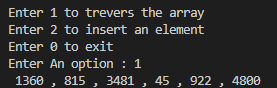 Enter 1 to trevers the array
Enter 2 to insert an element
Enter 0 to exit
Enter An option : 1
1360 , 815 , 3481 , 45 , 922 , 4800